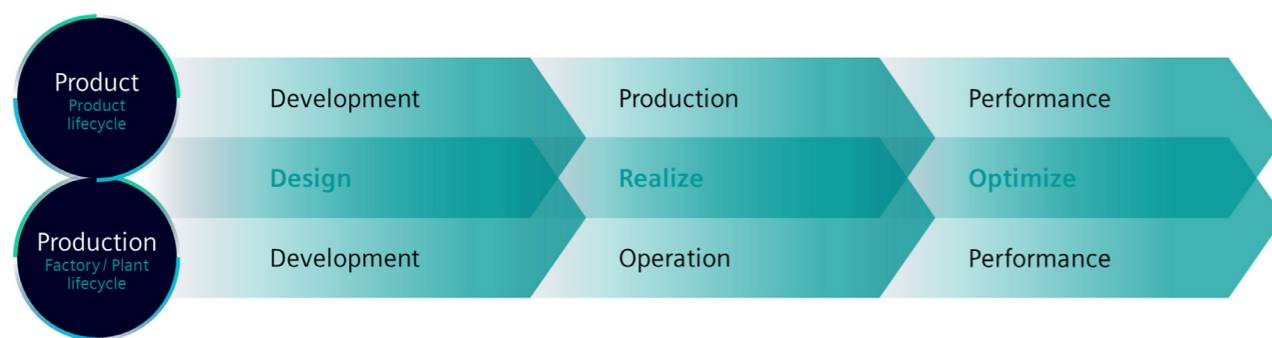 Product
Product
lifecycle
Development
Production
Performance
Design
Realize
Optimize
Production
Factory / Plant
lifecycle
Development
Operation
Performance